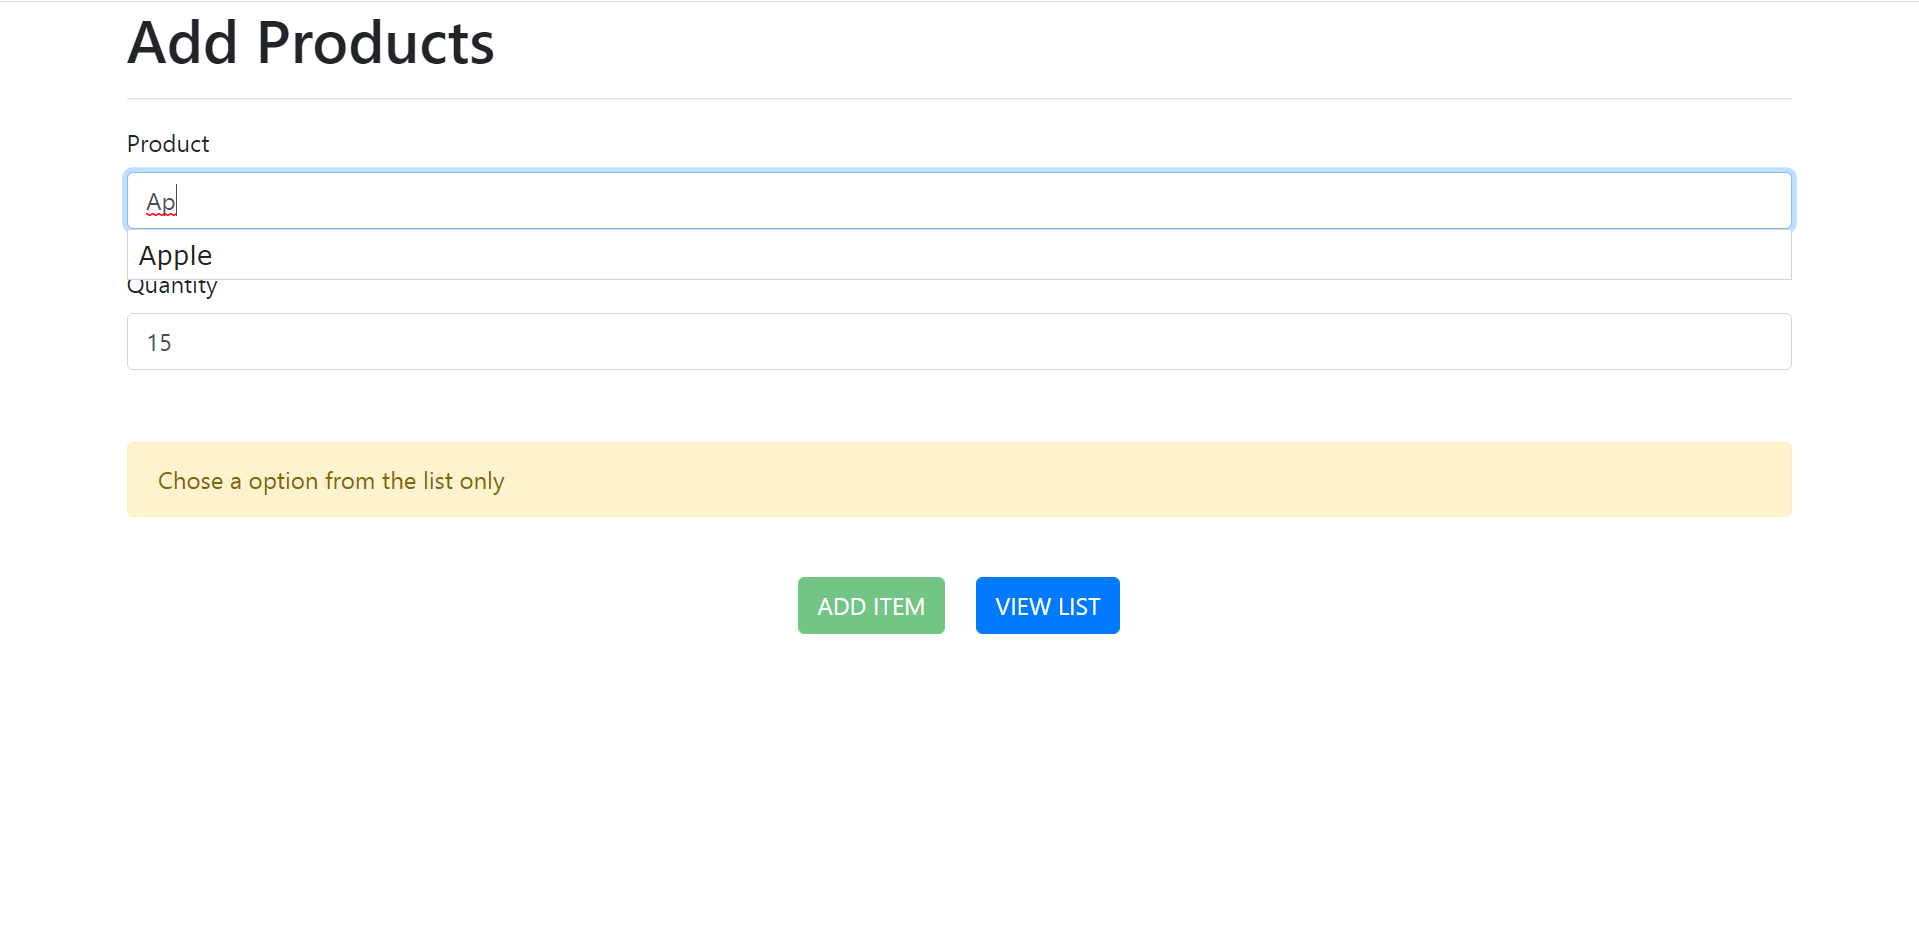 Add Products
Product
Ap
Apple
Quantity
15
Chose a option from the list only
ADD ITEM
VIEW LIST